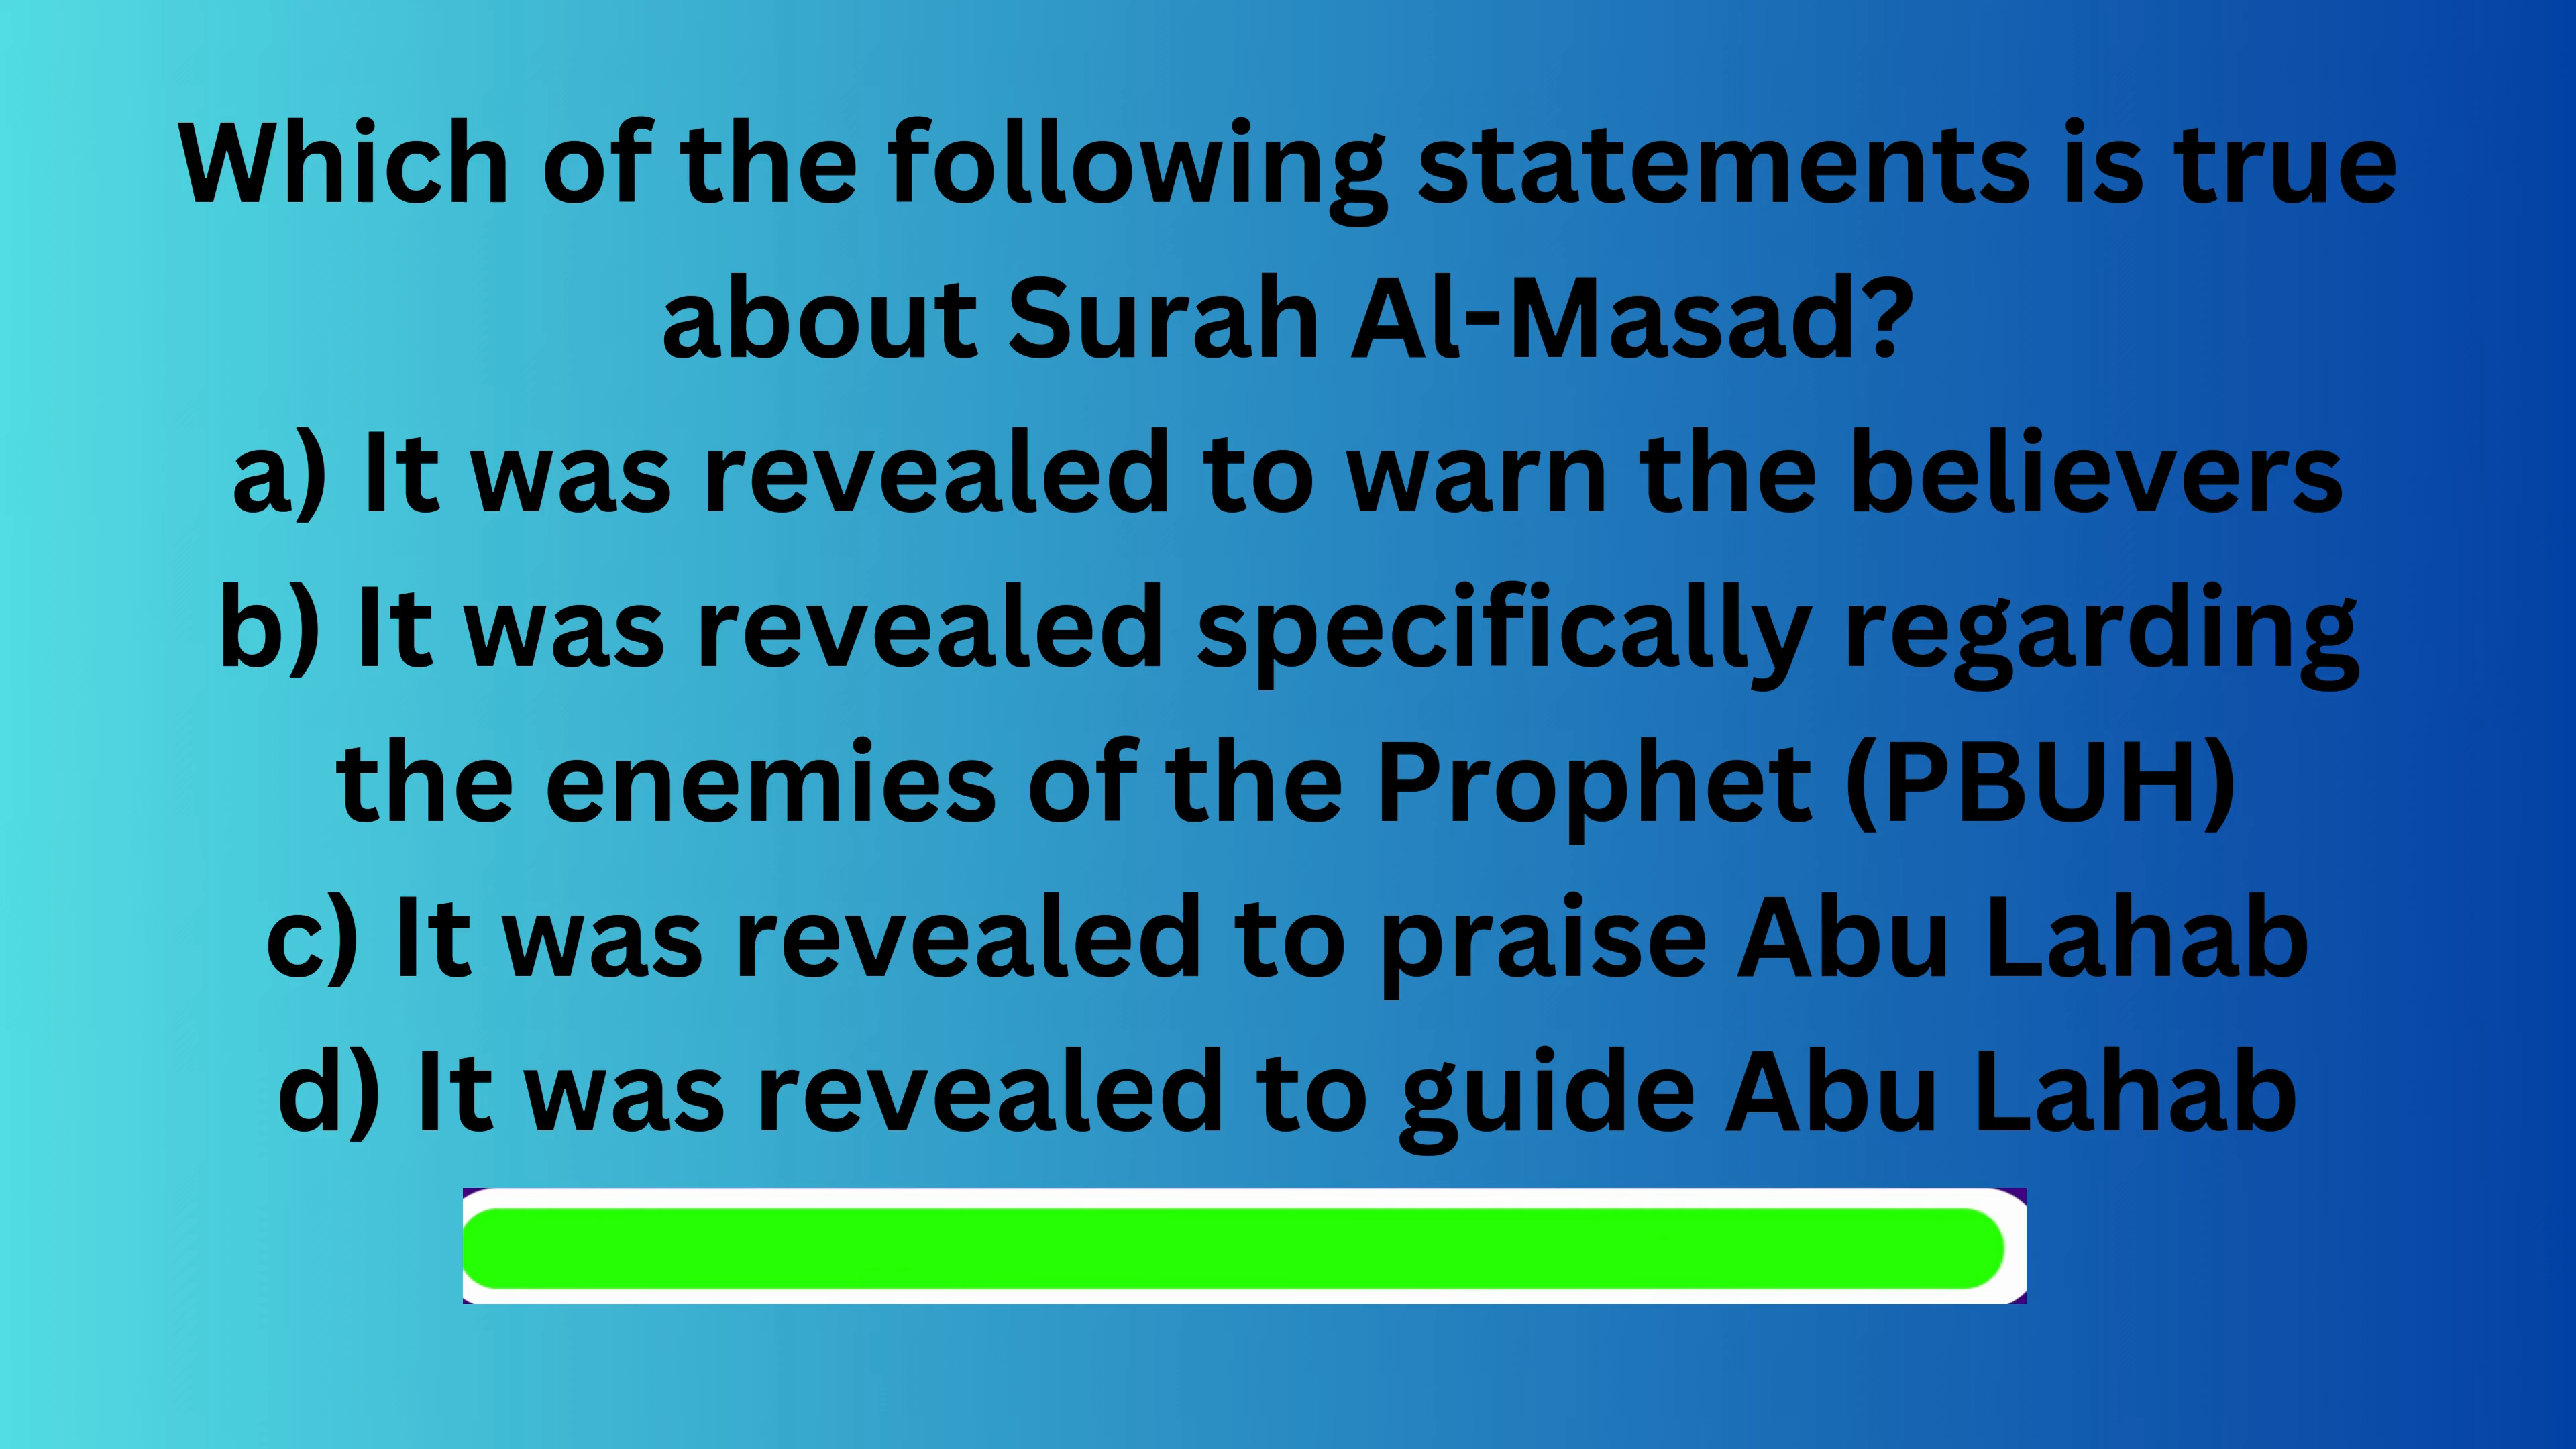 Which of the following statements is true
about Surah Al-Masad?
a) It was revealed to warn the believers
b) It was revealed specifically regarding
the enemies of the Prophet (PBUH)
c) It was revealed to praise Abu Lahab
d) It was revealed to guide Abu Lahab